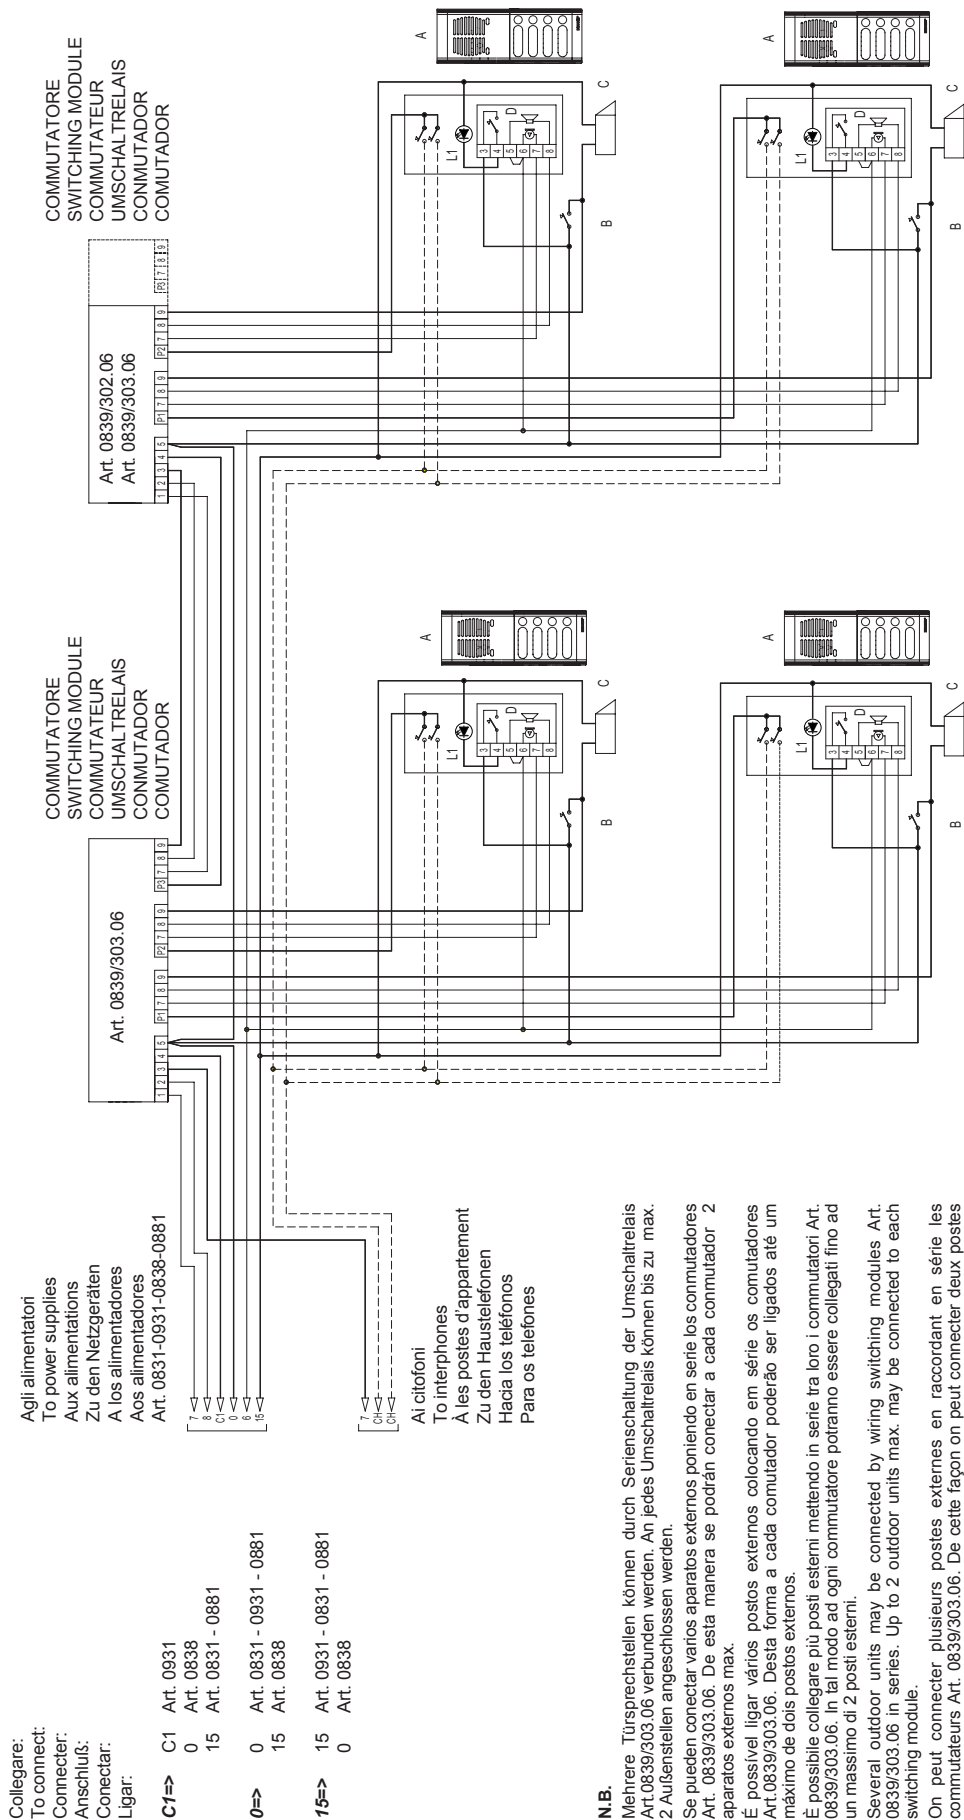 Collegare:
To connect:
Connecter:
Anschluß:
Conectar:
Ligar:
C1=> C1 Art. 0931
0 Art. 0838
15 Art. 0831 - 0881
0=> 0 Art. 0831 - 0931 - 0881
15 Art. 0838
15=> 15 Art. 0931 - 0831 - 0881
0 Art. 0838
Agli alimentatori
To power supplies
Aux alimentations
Zu den Netzgeräten
A los alimentadores
Aos alimentadores
Art. 0831-0931-0838-0881
7
8
C1
0
6
15
7
CH
CH
Ai citofoni
To interphones
À les postes d'appartement
Zu den Haustelefonen
Hacia los teléfonos
Para os telefones
COMMUTATORE
SWITCHING MODULE
COMMUTATEUR
UMSCHALTRELAIS
CONMUTADOR
COMUTADOR
Art. 0839/303.06
1 2 3 4 5 P1 7 8 9 P2 7 8 9 P3 7 8 9
COMMUTATORE
SWITCHING MODULE
COMMUTATEUR
UMSCHALTRELAIS
CONMUTADOR
COMUTADOR
Art. 0839/302.06
Art. 0839/303.06
1 2 3 4 5 P1 7 8 9 P2 7 8 9 P3 7 8 9
A
L1
D
3 4 5 6 7 8
B
C
A
L1
D
3 4 5 6 7 8
B
C
A
L1
D
3 4 5 6 7 8
B
C
A
L1
D
3 4 5 6 7 8
B
C
N.B.
Mehrere Türsprechstellen können durch Serienschaltung der Umschaltrelais
Art.0839/303.06 verbunden werden. An jedes Umschaltrelais können bis zu max.
2 Außenstellen angeschlossen werden.
Se pueden conectar varios aparatos externos poniendo en serie los conmutadores
Art. 0839/303.06. De esta manera se podrán conectar a cada conmutador 2
aparatos externos max.
É possível ligar vários postos externos colocando em série os comutadores
Art.0839/303.06. Desta forma a cada comutador poderão ser ligados até um
máximo de dois postos externos.
È possibile collegare più posti esterni mettendo in serie tra loro i commutatori Art.
0839/303.06. In tal modo ad ogni commutatore potranno essere collegati fino ad
un massimo di 2 posti esterni.
Several outdoor units may be connected by wiring switching modules Art.
0839/303.06 in series. Up to 2 outdoor units max. may be connected to each
switching module.
On peut connecter plusieurs postes externes en raccordant en série les
commutateurs Art. 0839/303.06. De cette façon on peut connecter deux postes